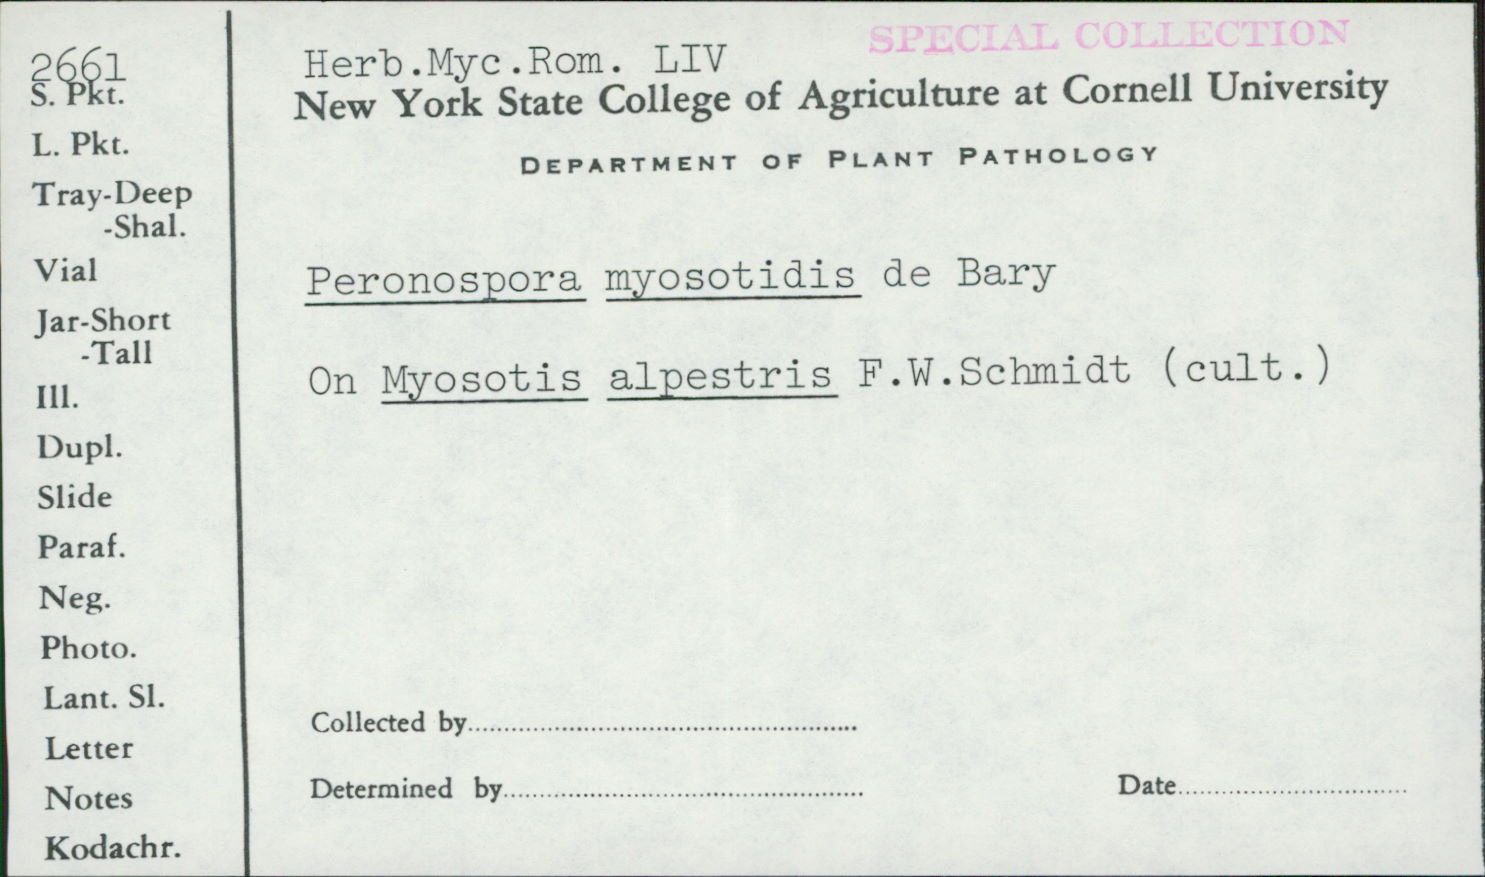 2661
S. Pkt.
L. Pkt.
Tray-Deep
-Shal.
Vial
Jar-Short
-Tall
Ill.
Dupl.
Slide
Paraf.
Neg.
Photo.
Lant. Sl.
Letter
Notes
Kodachr.
SPECIAL COLLECTION
Herb.Myc.Rom. LIV
New York State College of Agriculture at Cornell University
DEPARTMENT OF PLANT PATHOLOGY
Peronospora myosotidis de Bary
On Myosotis alpestris F.W.Schmidt (cult.)
Collected by
Determined by
Date